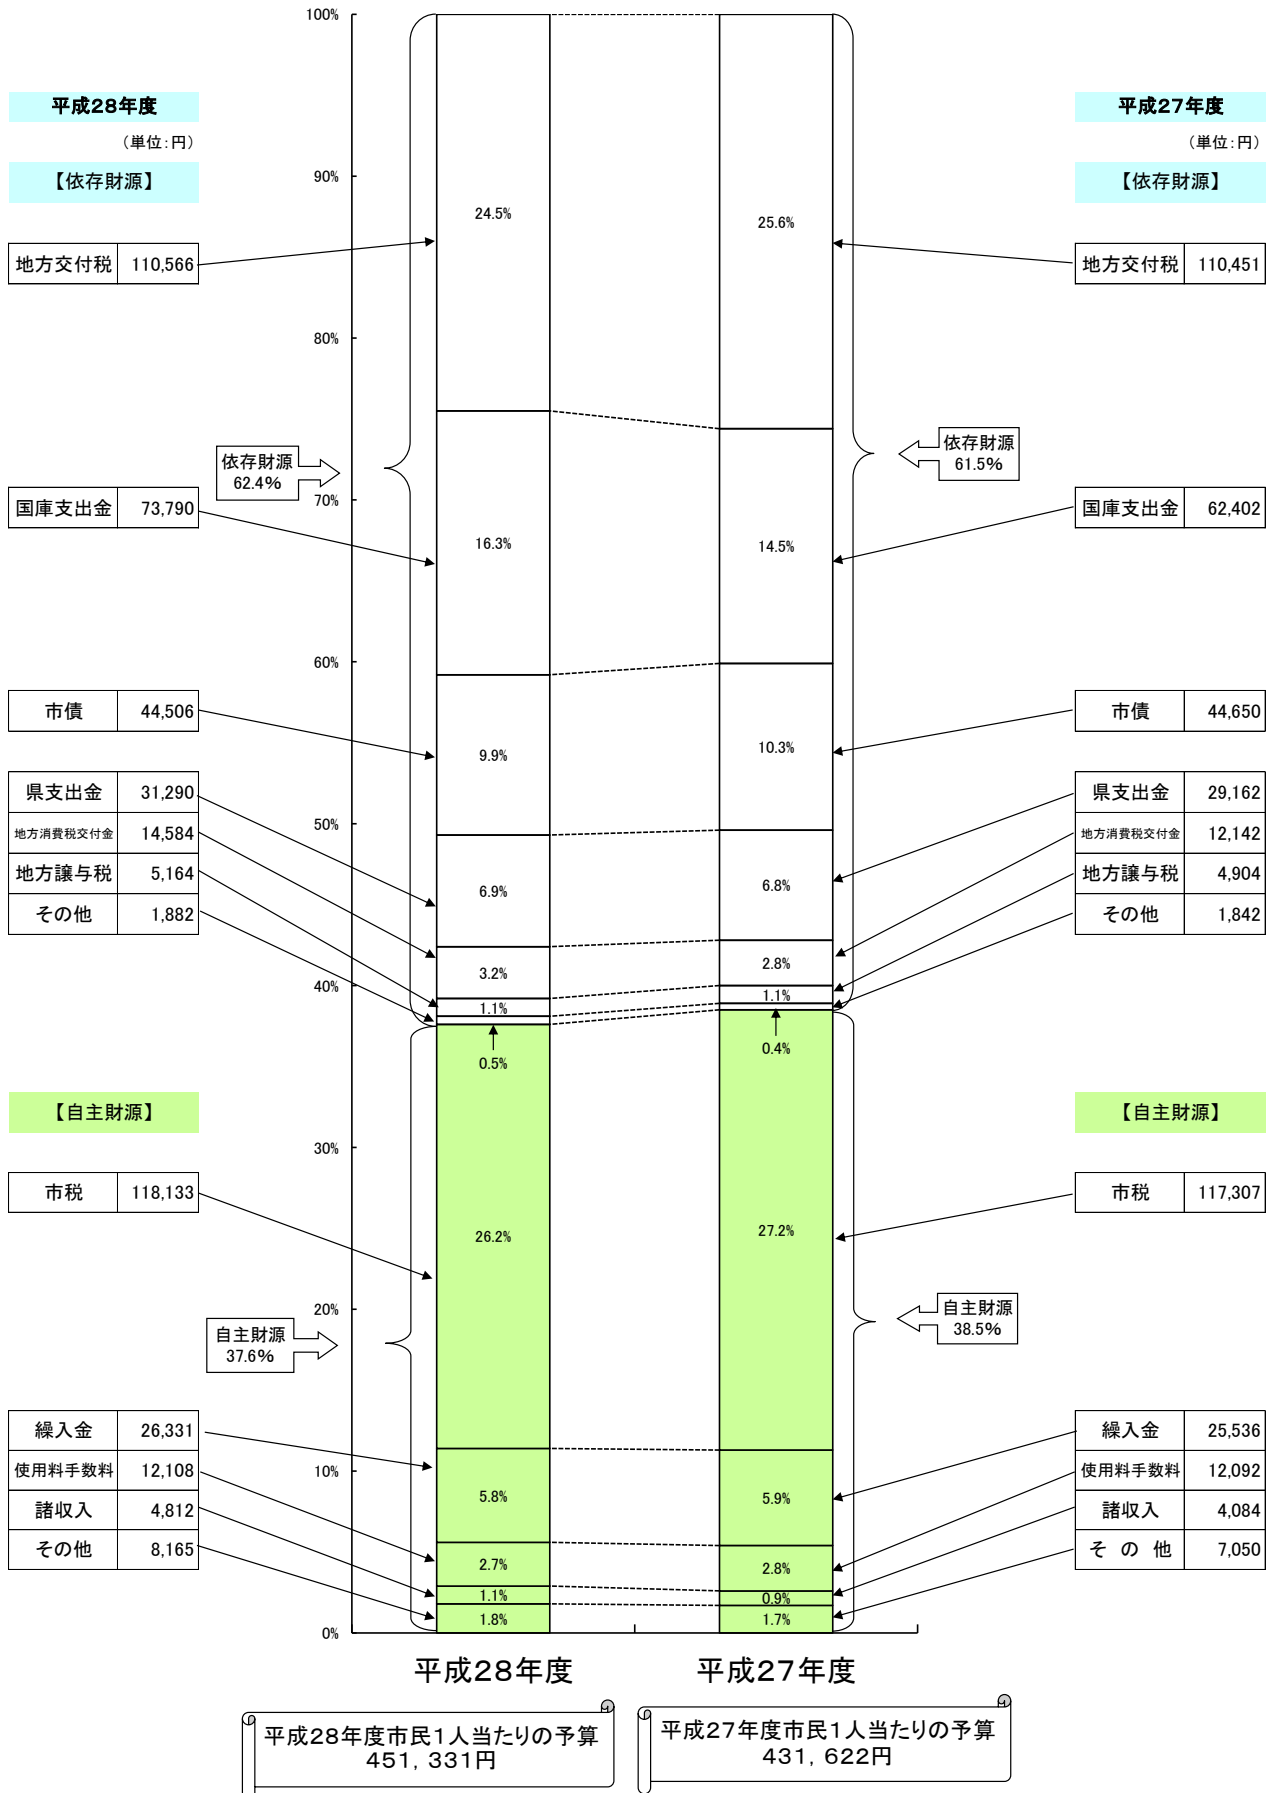 平成28年度
（単位：円）
【依存財源】
地方交付税 110,566
国庫支出金 73,790
市債 44,506
県支出金 31,290
地方消費税交付金 14,584
地方譲与税 5,164
その他 1,882
【自主財源】
市税 118,133
繰入金 26,331
使用料手数料 12,108
諸収入 4,812
その他 8,165
100%
90%
80%
70%
60%
50%
40%
30%
20%
10%
0%
依存財源
62.4%
自主財源
37.6%
24.5%
16.3%
9.9%
6.9%
3.2%
1.1%
0.5%
26.2%
5.8%
2.7%
1.1%
1.8%
25.6%
14.5%
10.3%
6.8%
2.8%
1.1%
0.4%
27.2%
5.9%
2.8%
0.9%
1.7%
依存財源
61.5%
自主財源
38.5%
平成27年度
（単位：円）
【依存財源】
地方交付税 110,451
国庫支出金 62,402
市債 44,650
県支出金 29,162
地方消費税交付金 12,142
地方譲与税 4,904
その他 1,842
【自主財源】
市税 117,307
繰入金 25,536
使用料手数料 12,092
諸収入 4,084
そ の 他 7,050
平成28年度
平成27年度
平成28年度市民1人当たりの予算
451，331円
平成27年度市民1人当たりの予算
431，622円